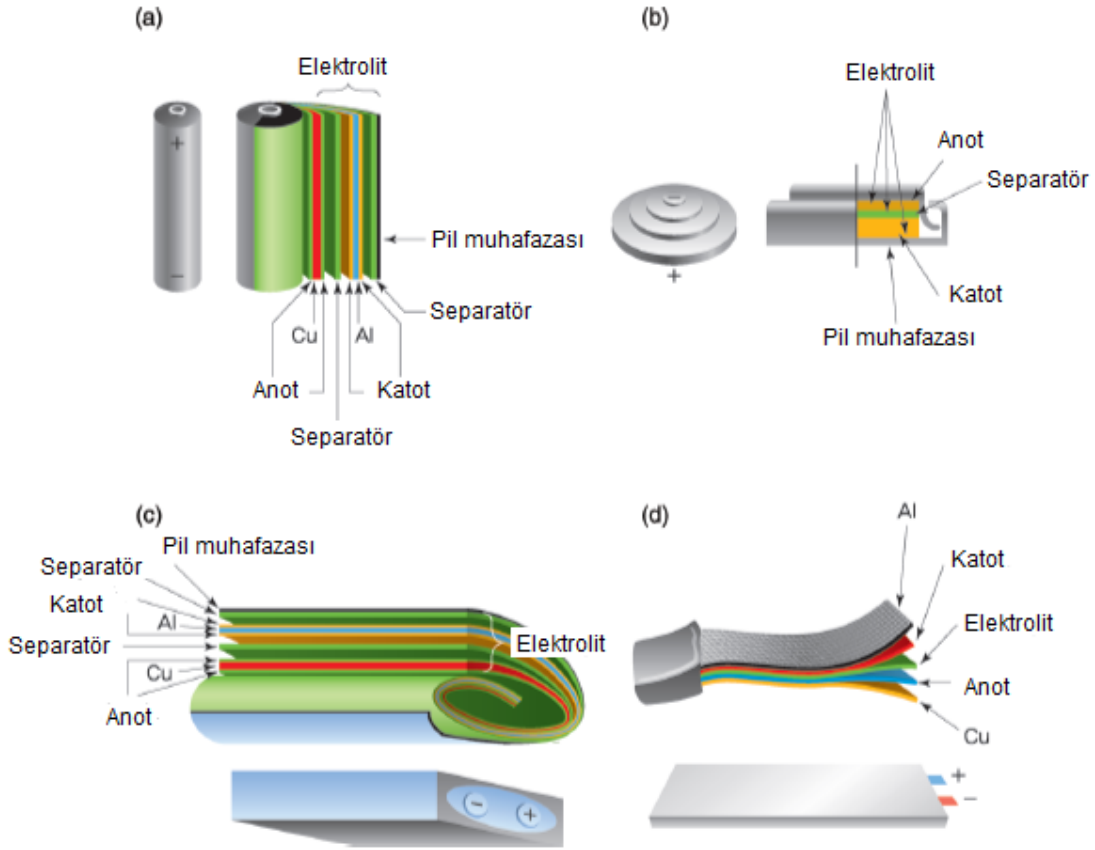 (a)
Elektrolit
+
−
Pil muhafazası
Separatör
Cu
Al
Anot
Katot
Separatör
(b)
Elektrolit
Anot
Separatör
−
+
Katot
Pil muhafazası
(c)
Pil muhafazası
Separatör
Katot
Al
Separatör
Elektrolit
Cu
Anot
−
+
(d)
Al
Katot
Elektrolit
Anot
Cu
+
−